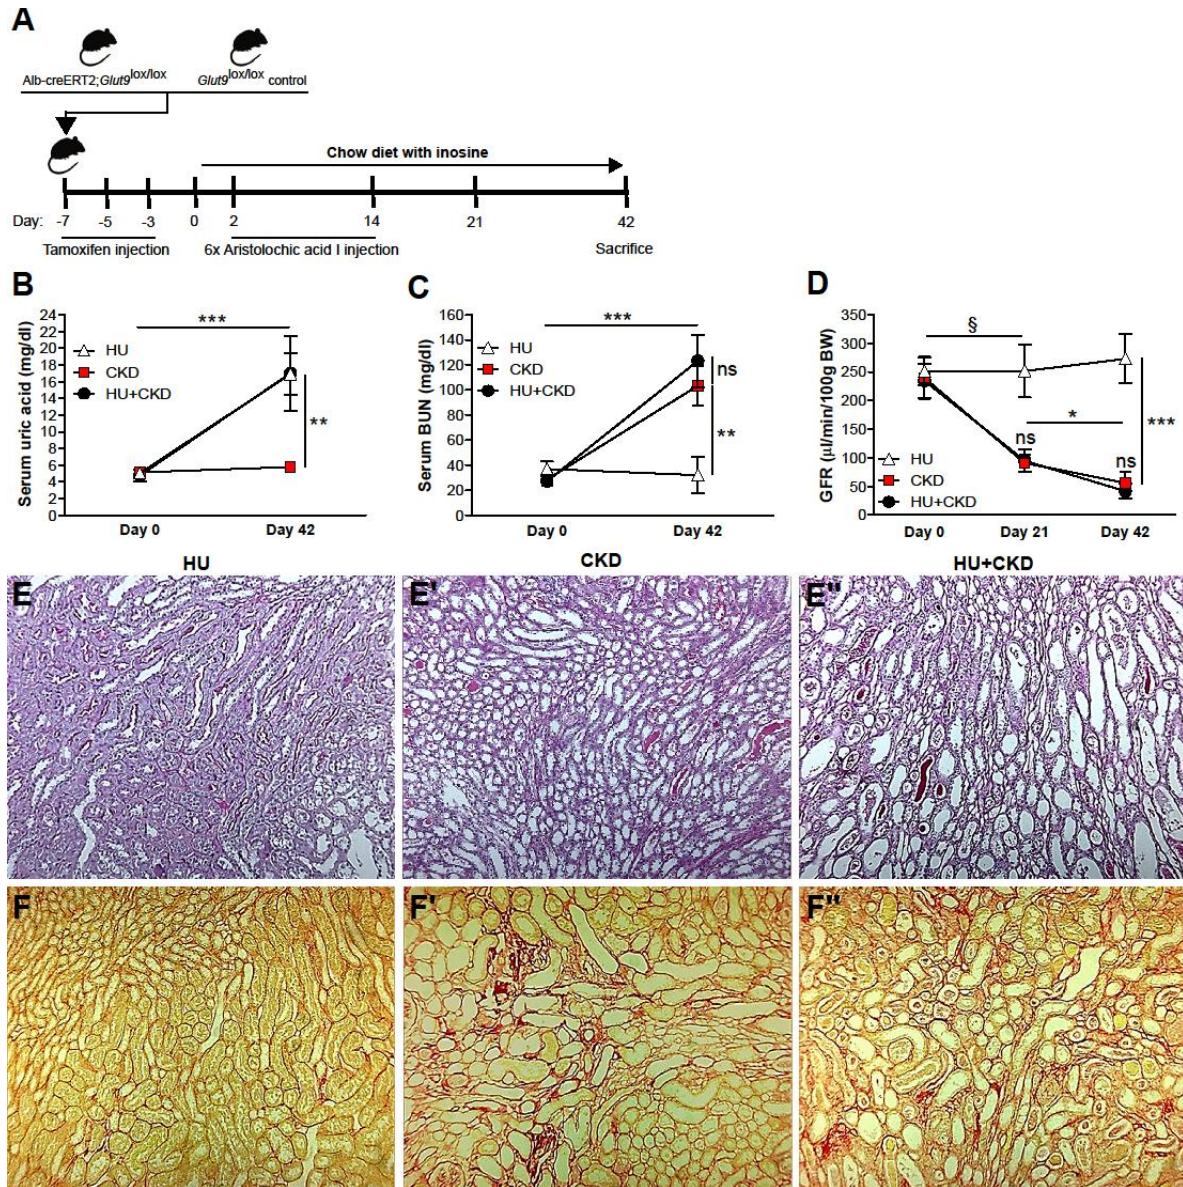 A
Alb-creERT2;Glut9lox/lox
Glut9lox/lox control
Chow diet with inosine
Day: -7 -5 -3 0 2 14 21 42
Tamoxifen injection
6x Aristolochic acid I injection
Sacrifice
B
Serum uric acid (mg/dl)
24
22
20
18
16
14
12
10
8
6
4
2
0
***
HU
CKD
HU+CKD
**
Day 0
Day 42
C
Serum BUN (mg/dl)
160
140
120
100
80
60
40
20
0
***
HU
CKD
HU+CKD
ns
**
Day 0
Day 42
D
GFR (µl/min/100g BW)
350
300
250
200
150
100
50
0
§
*
***
ns
ns
HU
CKD
HU+CKD
Day 0
Day 21
Day 42
HU
CKD
HU+CKD
E
E'
E"
F
F'
F"